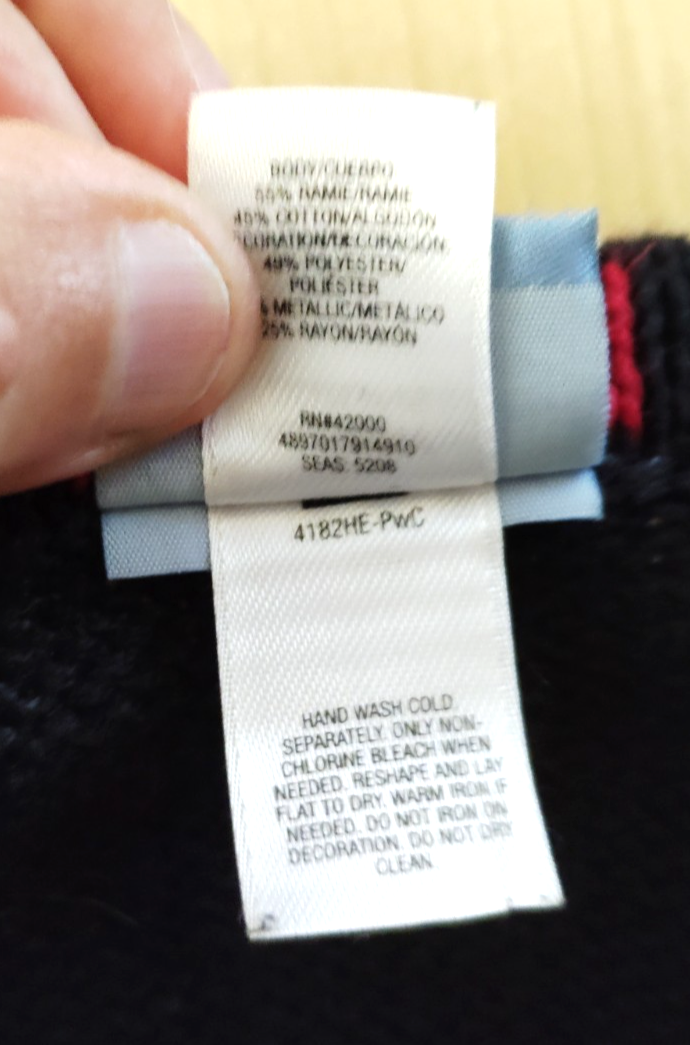 BODY/CUERPO
55% RAMIE/RAMIE
45% COTTON/ALGODÓN
CORATION/DECORACIÓN:
49% POLYESTER/
POLIÉSTER
% METALLIC/METÁLICO
25% RAYON/RAYÓN
RN#42000
4897017914910
SEAS: 5208
4182HE-PWC
HAND WASH COLD.
SEPARATELY. ONLY NON-
CHLORINE BLEACH WHEN
NEEDED. RESHAPE AND LAY
FLAT TO DRY. WARM IRON IF
NEEDED. DO NOT IRON ON
DECORATION. DO NOT DRY
CLEAN.